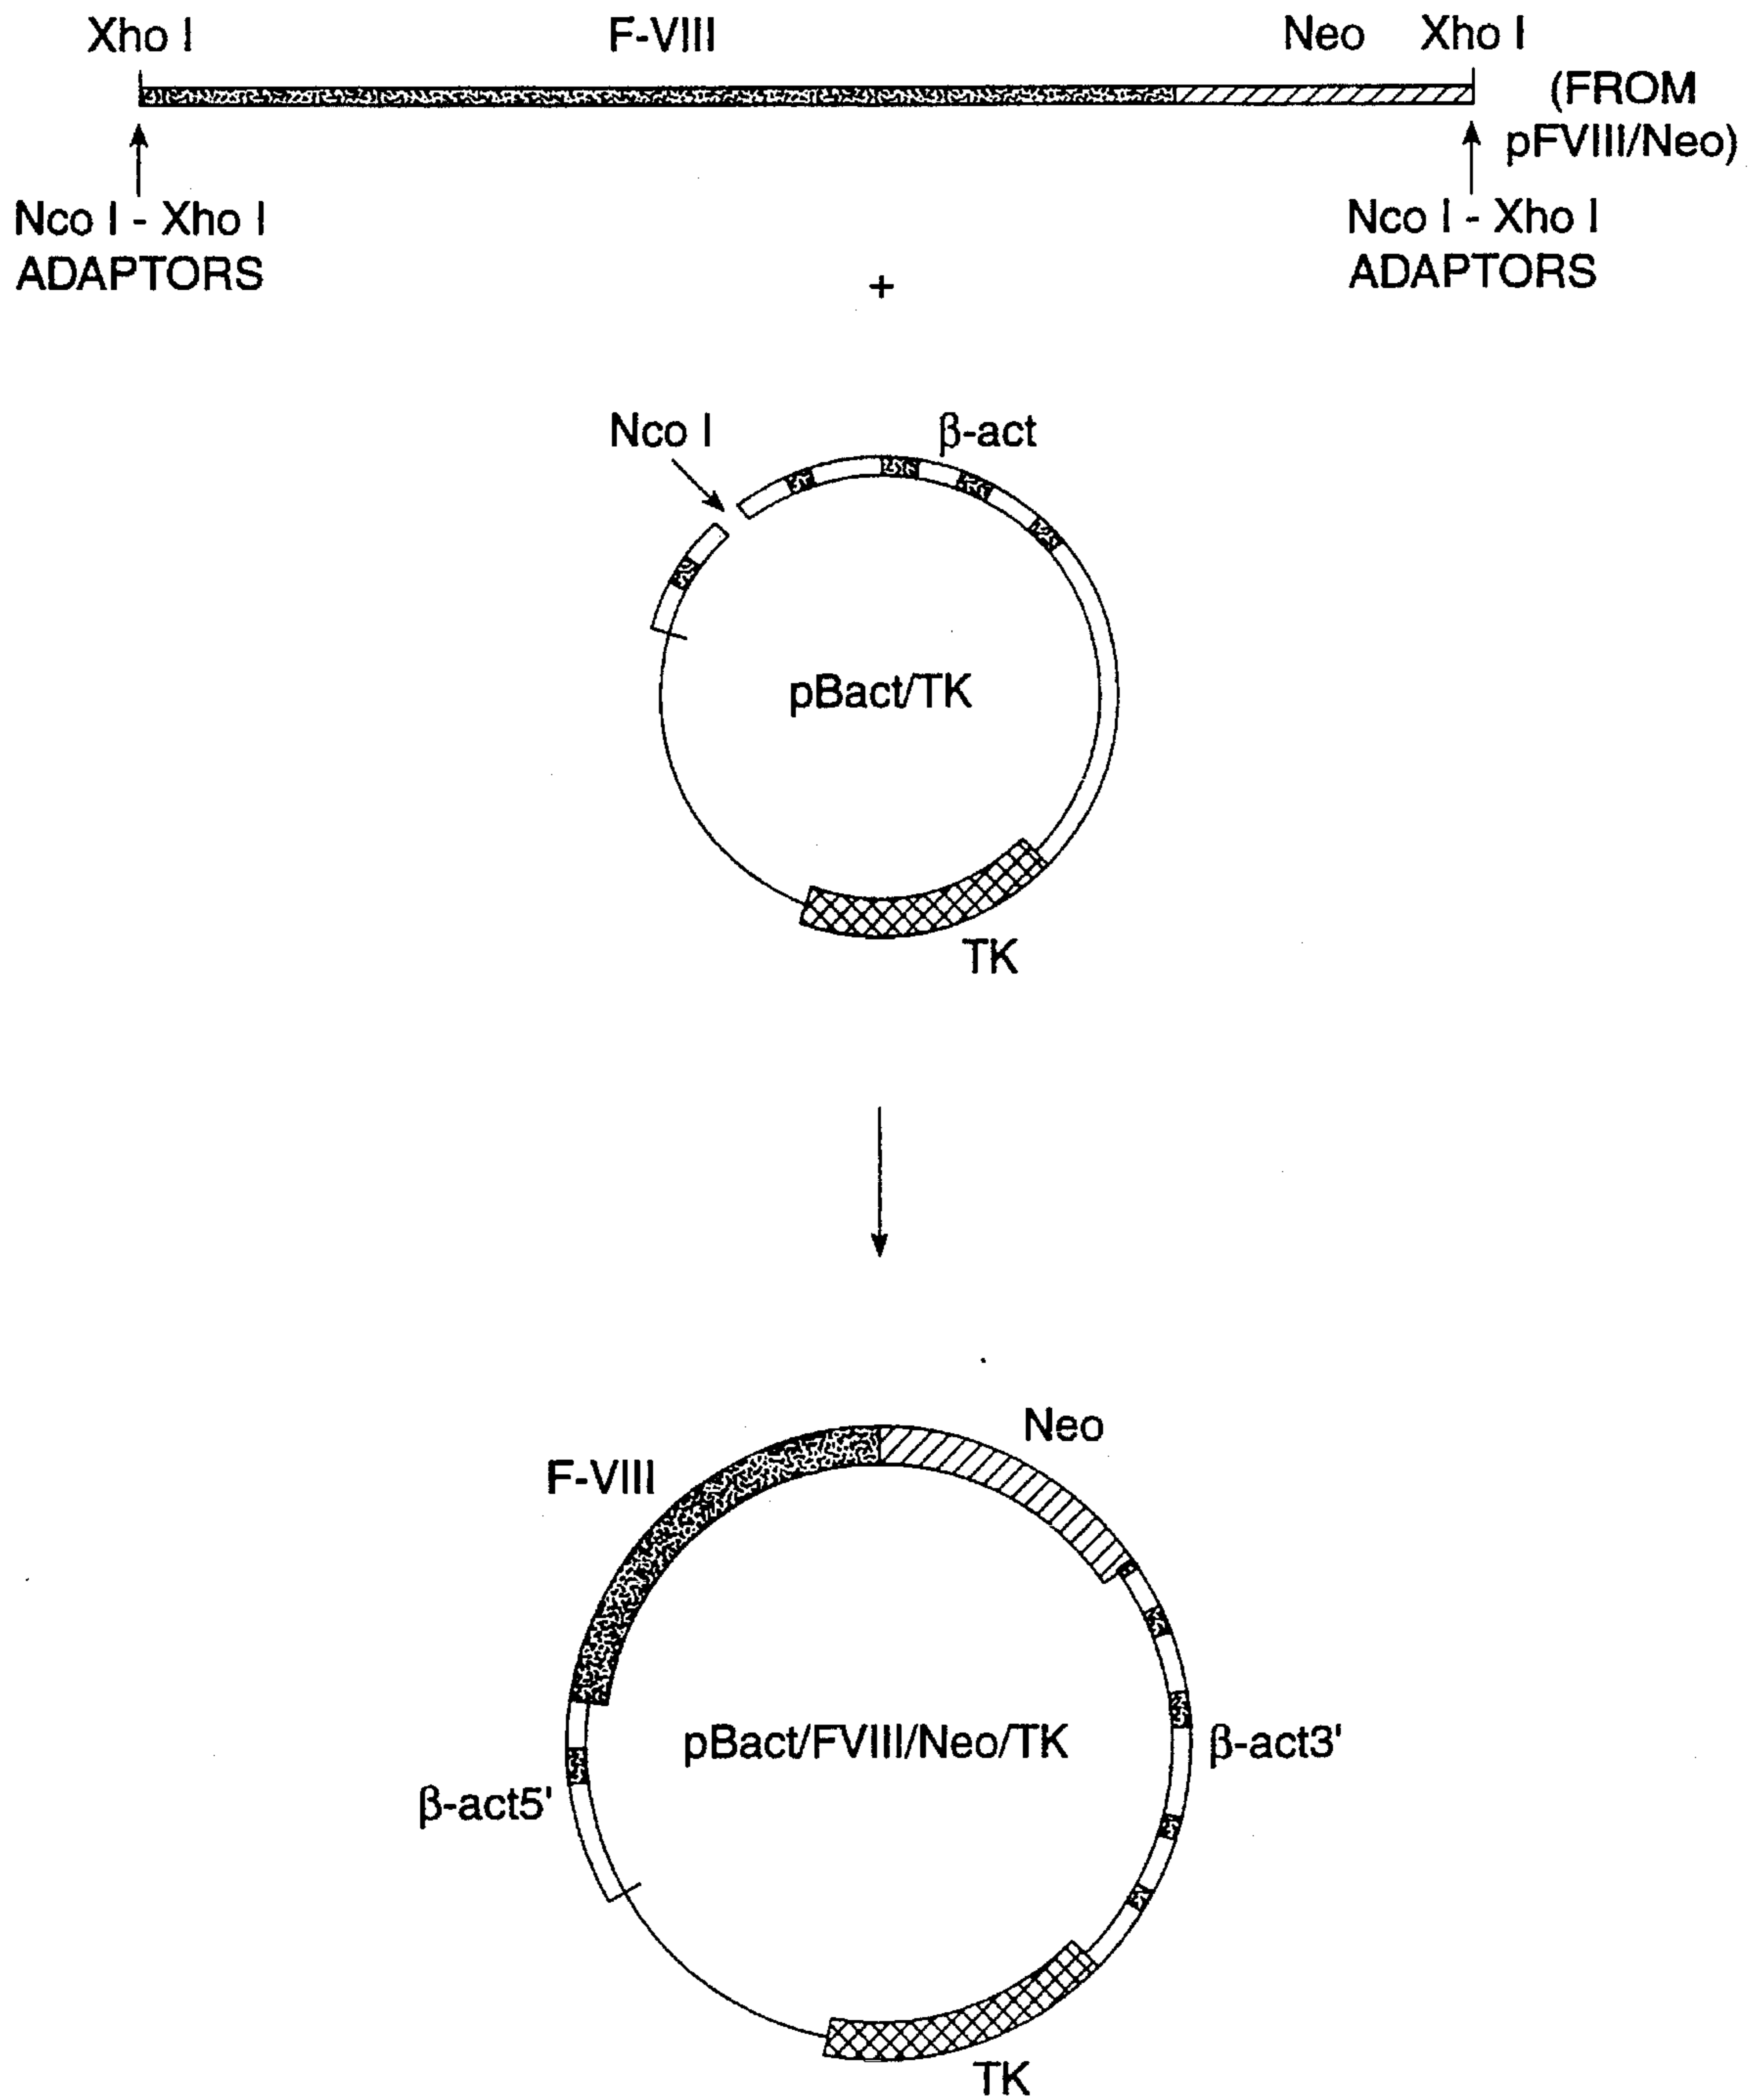 Xho I F-VIII Neo Xho I
(FROM
pFVIII/Neo)
Nco I - Xho I
ADAPTORS
Nco I - Xho I
ADAPTORS
+
Nco I
β-act
pBact/TK
TK
Neo
F-VIII
pBact/FVIII/Neo/TK
β-act3'
β-act5'
TK